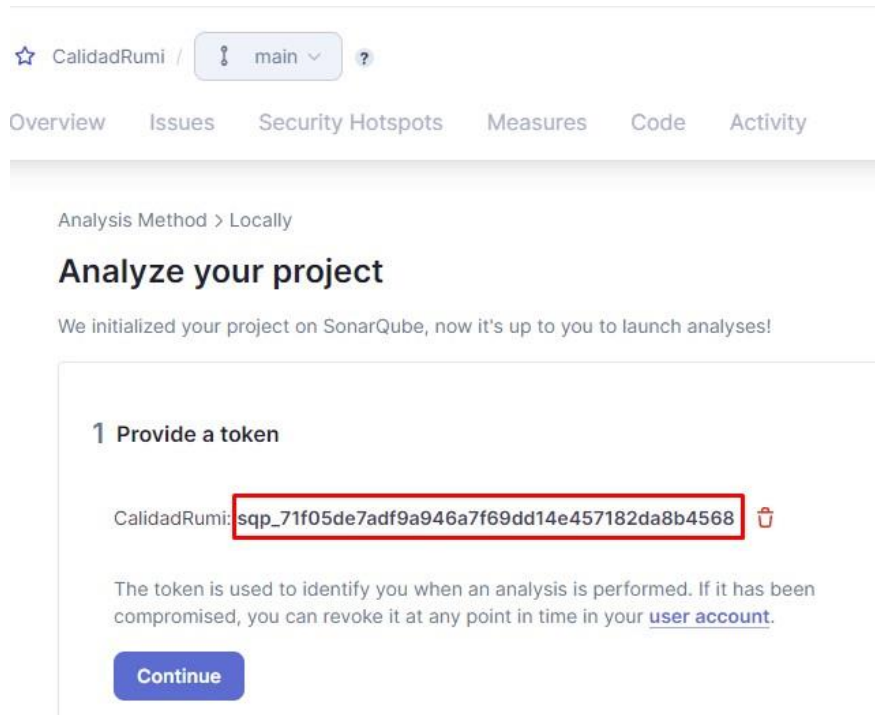 CalidadRumi / main ?
Overview Issues Security Hotspots Measures Code Activity
Analysis Method > Locally
Analyze your project
We initialized your project on SonarQube, now it's up to you to launch analyses!
1 Provide a token
CalidadRumi: sqp_71f05de7adf9a946a7f69dd14e457182da8b4568
The token is used to identify you when an analysis is performed. If it has been
compromised, you can revoke it at any point in time in your user account.
Continue